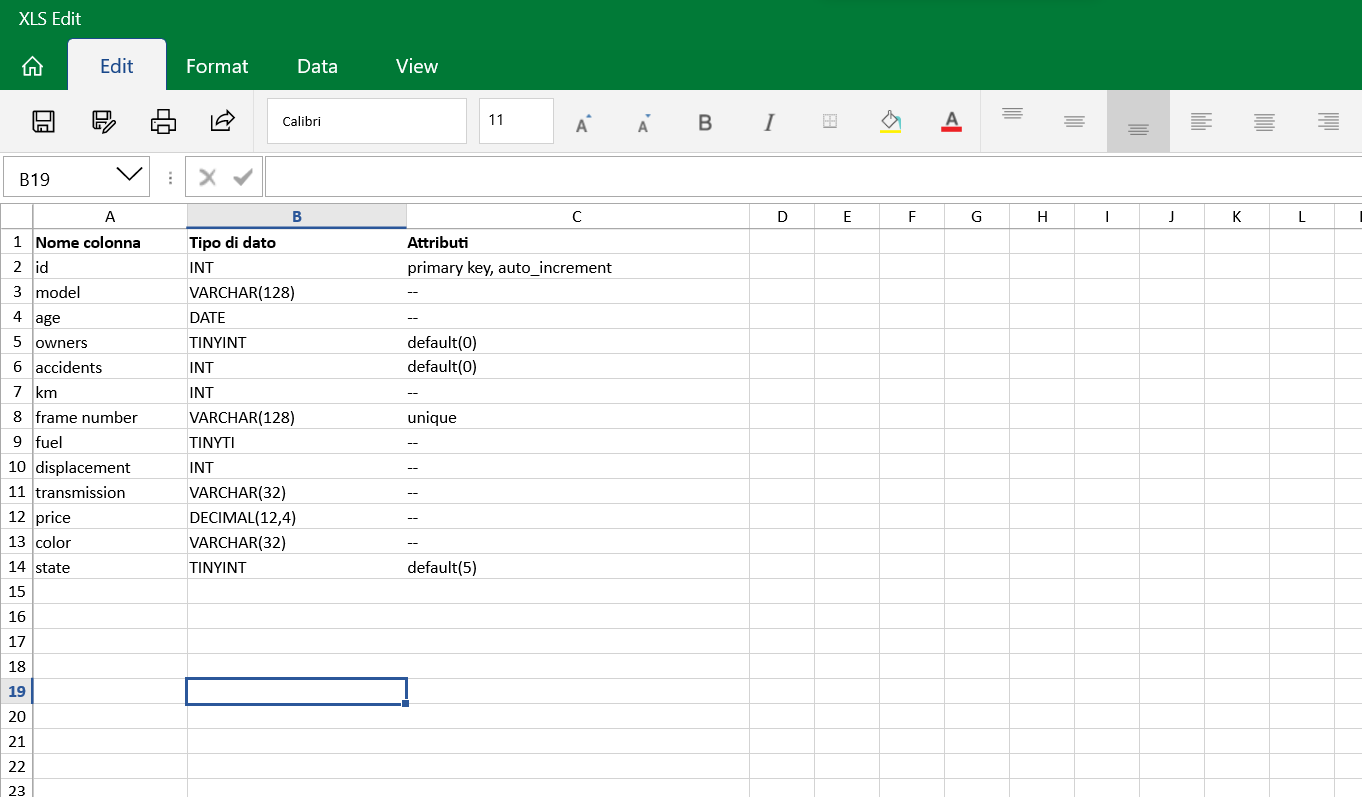 XLS Edit
Edit Format Data View
Calibri 11 A A B I A
B19
A B C D E F G H I J K L
1 Nome colonna Tipo di dato Attributi
2 id INT primary key, auto_increment
3 model VARCHAR(128) --
4 age DATE --
5 owners TINYINT default(0)
6 accidents INT default(0)
7 km INT --
8 frame number VARCHAR(128) unique
9 fuel TINYTI --
10 displacement INT --
11 transmission VARCHAR(32) --
12 price DECIMAL(12,4) --
13 color VARCHAR(32) --
14 state TINYINT default(5)
15
16
17
18
19
20
21
22
23